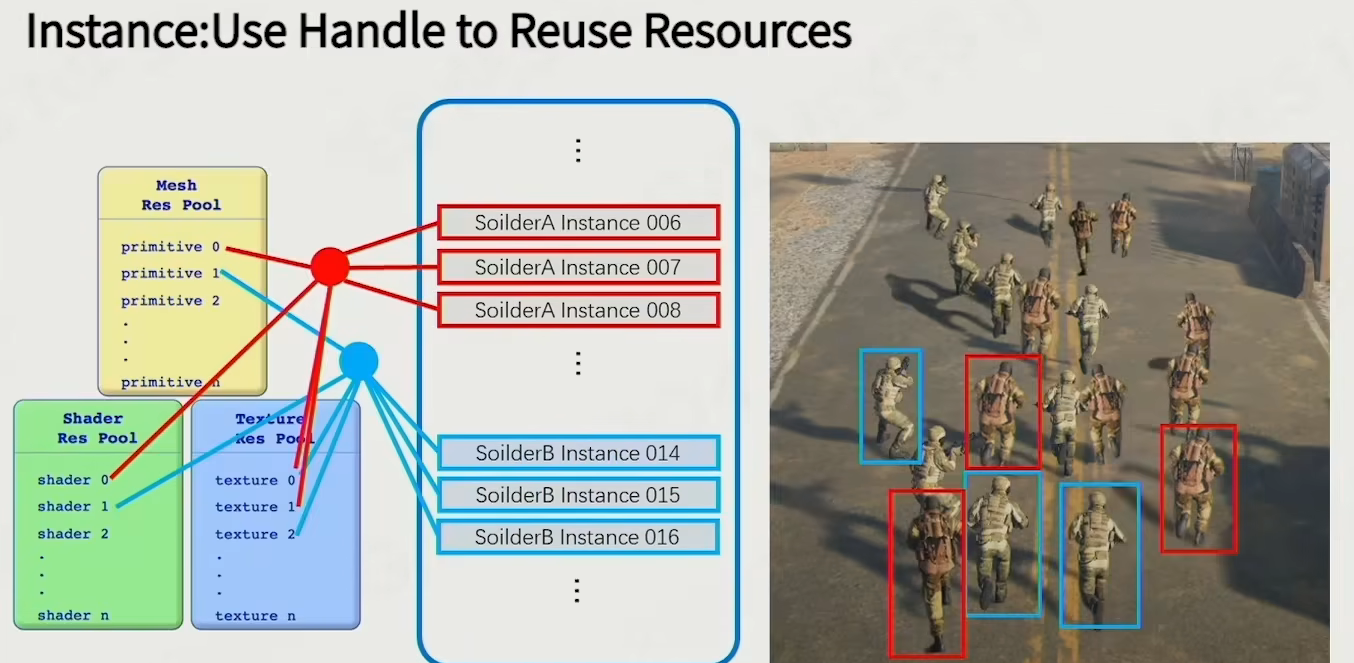 Instance:Use Handle to Reuse Resources
Mesh
Res Pool
primitive 0
primitive 1
primitive 2
primitive n
Shader
Res Pool
shader 0
shader 1
shader 2
shader n
Texture
Res Pool
texture 0
texture 1
texture 2
texture n
SoilderA Instance 006
SoilderA Instance 007
SoilderA Instance 008
SoilderB Instance 014
SoilderB Instance 015
SoilderB Instance 016